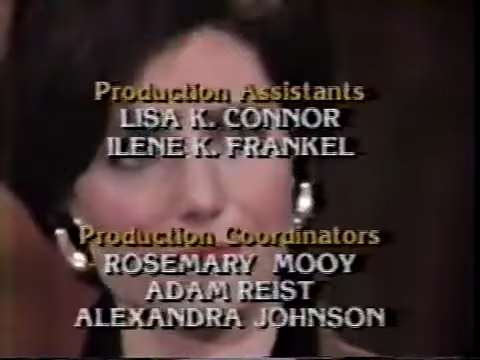 Production Assistants
LISA K. CONNOR
ILENE K. FRANKEL
Production Coordinators
ROSEMARY MOOY
ADAM REIST
ALEXANDRA JOHNSON